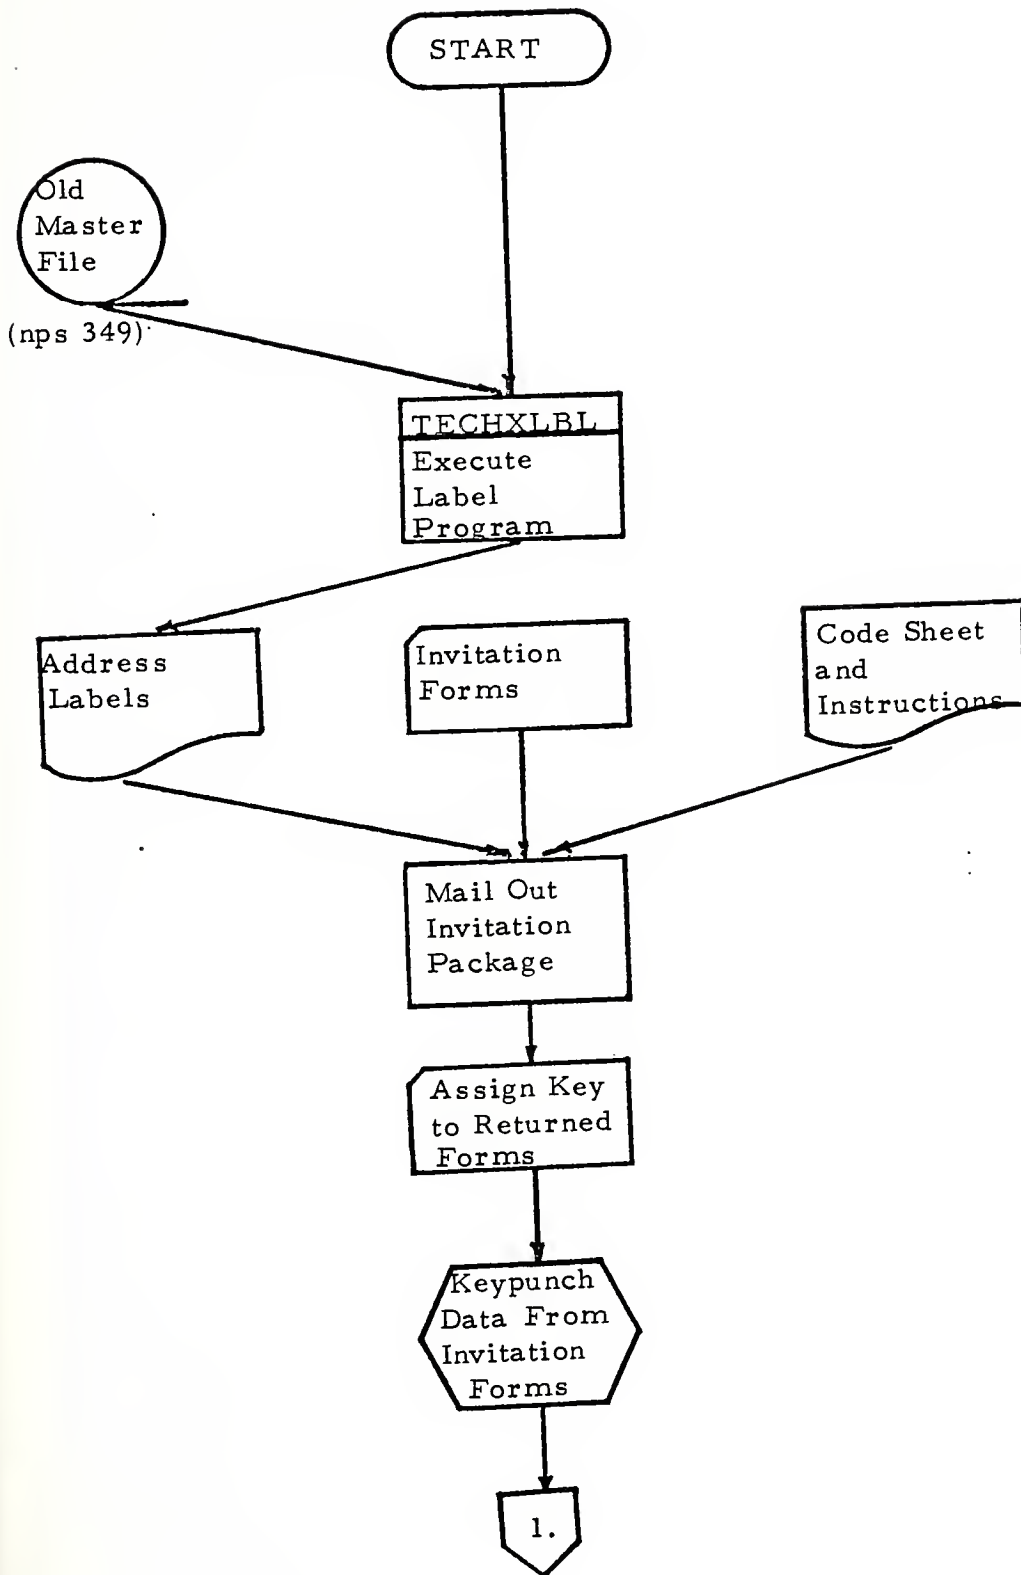 START
Old
Master
File
(nps 349)
TECHXLBL
Execute
Label
Program
Address
Labels
Invitation
Forms
Code Sheet
and
Instructions
Mail Out
Invitation
Package
Assign Key
to Returned
Forms
Keypunch
Data From
Invitation
Forms
1.